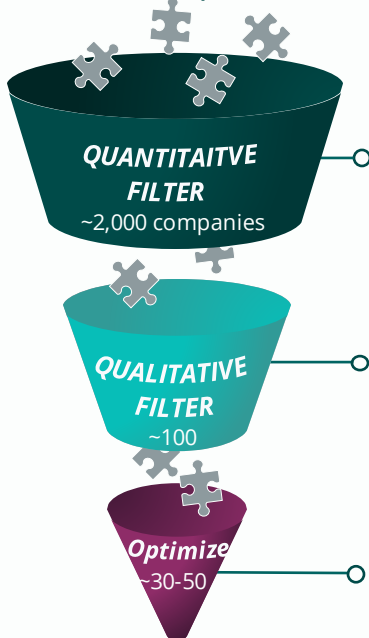 QUANTITAITVE
FILTER
~2,000 companies
QUALITATIVE
FILTER
~100
Optimize
~30-50